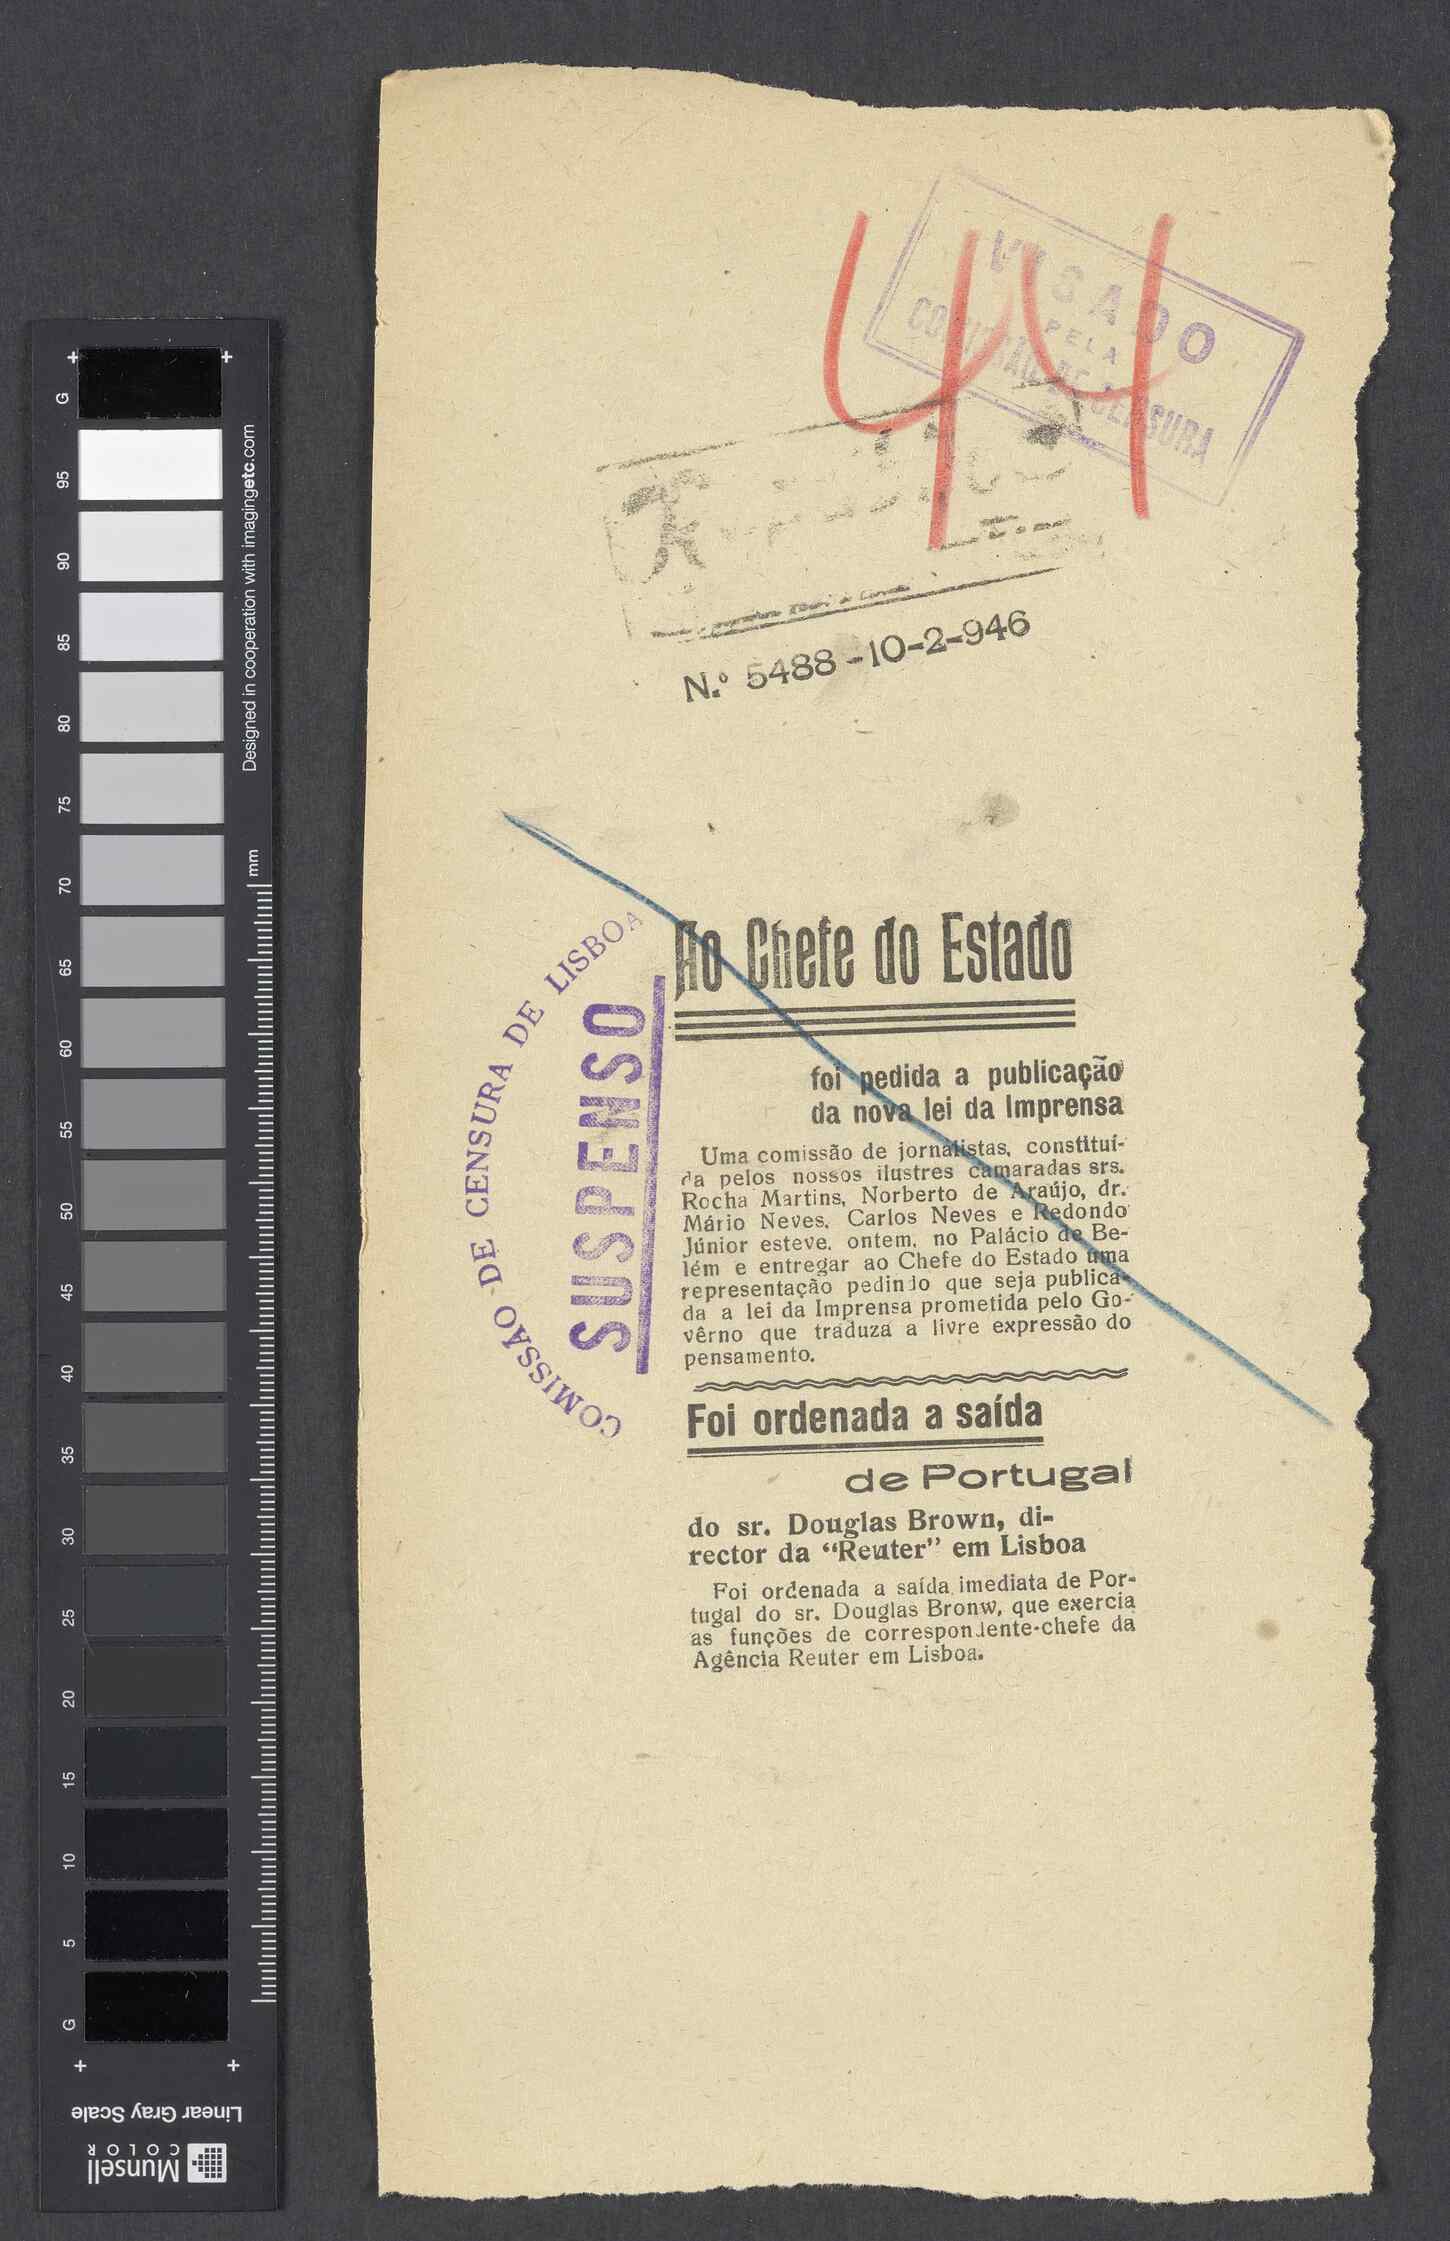 44
VISADO
PELA
COMISSÃO DE CENSURA
República
N.º 5488-10-2-946
COMISSÃO DE CENSURA DE LISBOA
SUSPENSO
Ao Chefe do Estado
foi pedida a publicação
da nova lei da Imprensa
Uma comissão de jornalistas, constituí-
da pelos nossos ilustres camaradas srs.
Rocha Martins, Norberto de Araújo, dr.
Mário Neves, Carlos Neves e Redondo
Júnior esteve, ontem, no Palácio de Be-
lém e entregar ao Chefe do Estado uma
representação pedindo que seja publica-
da a lei da Imprensa prometida pelo Go-
vêrno que traduza a livre expressão do
pensamento.
Foi ordenada a saída
de Portugal
do sr. Douglas Brown, di-
rector da “Reuter” em Lisboa
Foi ordenada a saída imediata de Por-
tugal do sr. Douglas Bronw, que exercia
as funções de correspondente-chefe da
Agência Reuter em Lisboa.
G
95
90
85
80
75
70
65
60
55
50
45
40
35
30
25
20
15
10
5
G
Designed in cooperation with imagingetc.com
mm
Linear Gray Scale
Munsell
COLOR